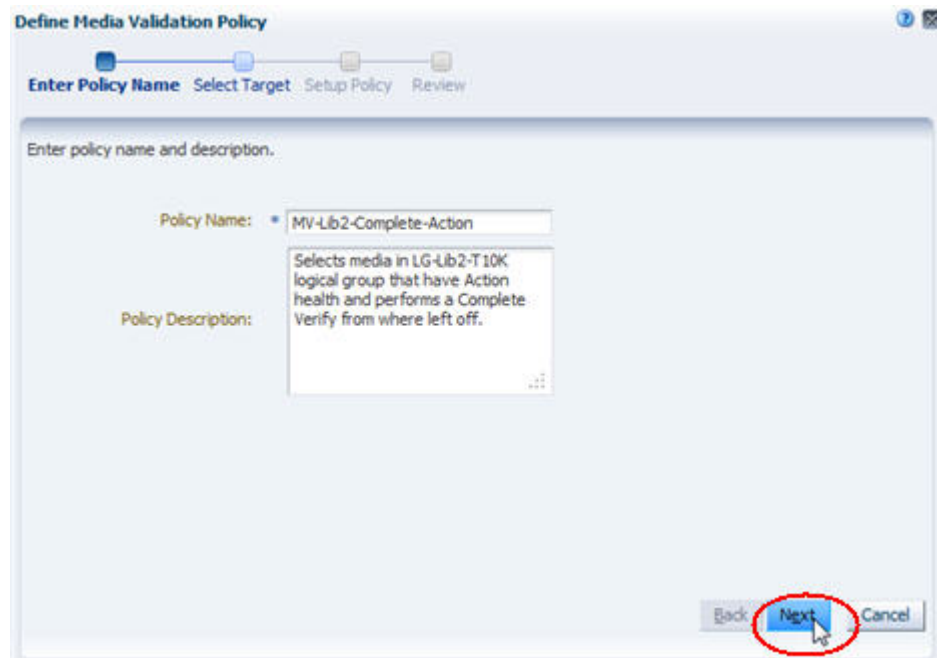 Define Media Validation Policy
Enter Policy Name Select Target Setup Policy Review
Enter policy name and description.
Policy Name: * MV-Lib2-Complete-Action
Policy Description:
Selects media in LG-Lib2-T10K
logical group that have Action
health and performs a Complete
Verify from where left off.
Back Next Cancel